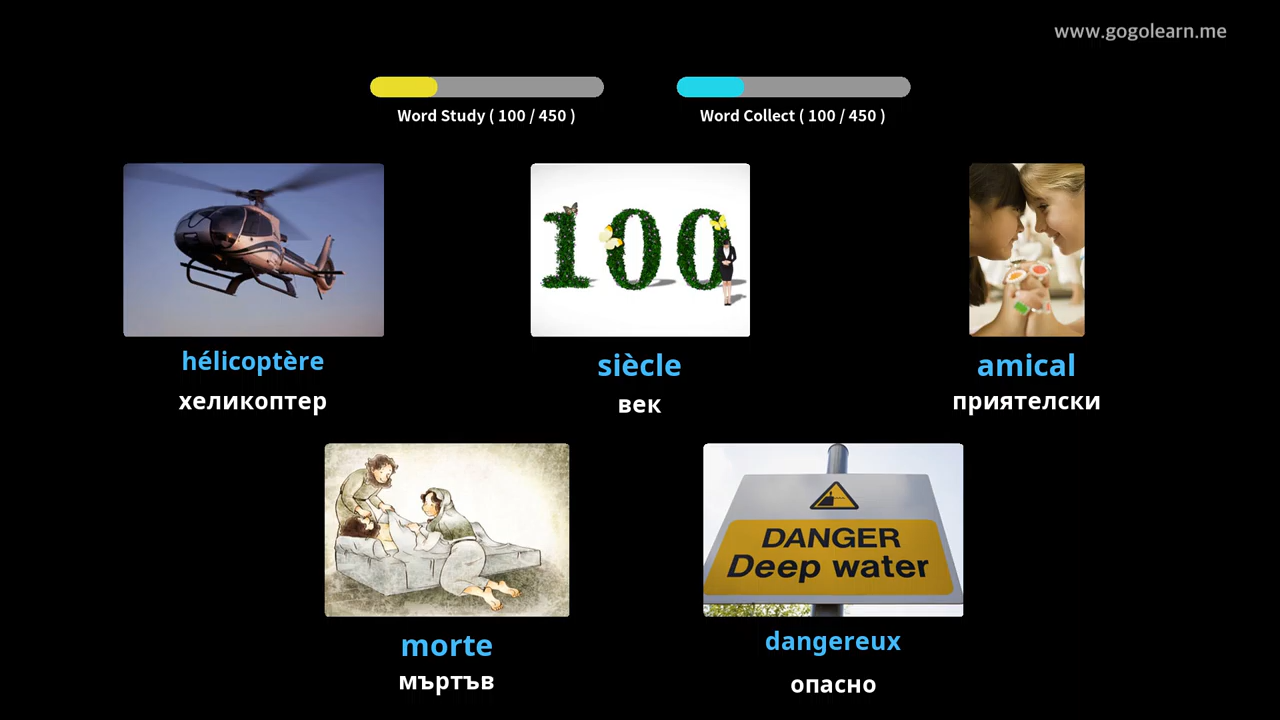 www.gogolearn.me
Word Study ( 100 / 450 )
Word Collect ( 100 / 450 )
hélicoptère
хеликоптер
siècle
век
amical
приятелски
morte
мъртъв
DANGER
Deep water
dangereux
опасно